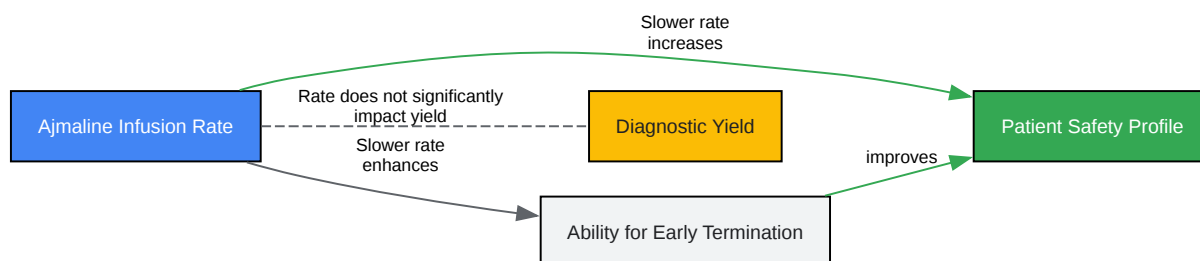 Slower rate
increases
Ajmaline Infusion Rate
Rate does not significantly
impact yield
Diagnostic Yield
Patient Safety Profile
Slower rate
enhances
improves
Ability for Early Termination